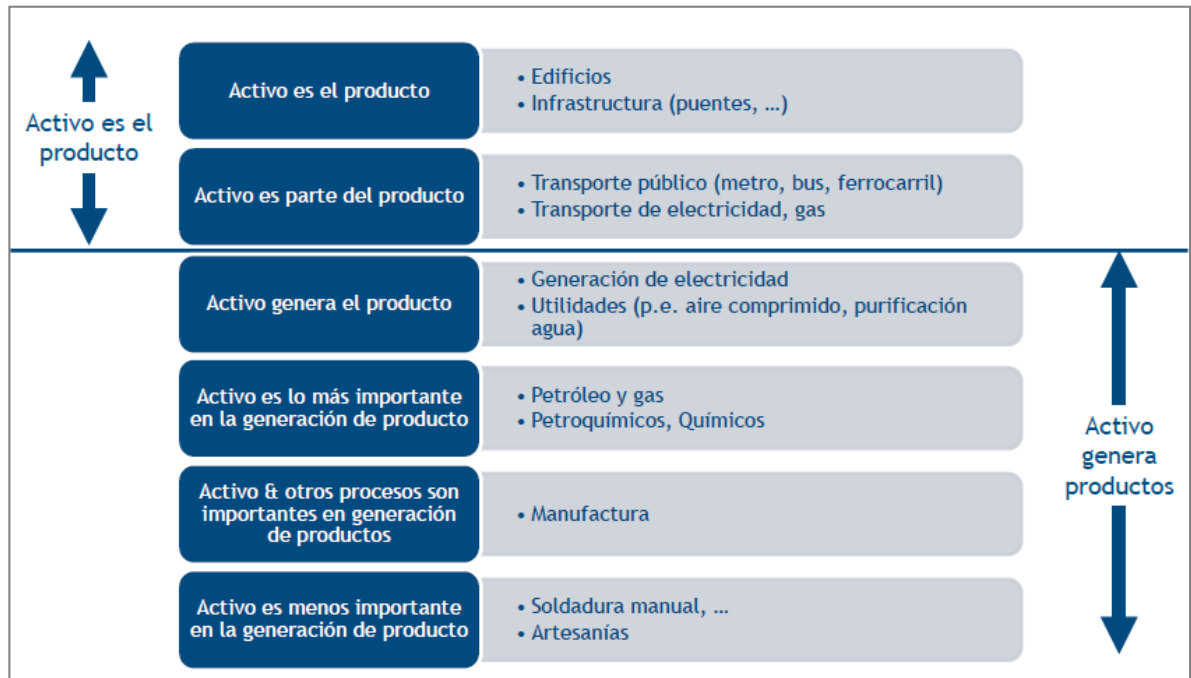 Activo es el
producto
Activo es el producto
• Edificios
• Infrastructura (puentes, ...)
Activo es parte del producto
• Transporte público (metro, bus, ferrocarril)
• Transporte de electricidad, gas
Activo genera el producto
• Generación de electricidad
• Utilidades (p.e. aire comprimido, purificación
agua)
Activo es lo más importante
en la generación de producto
• Petróleo y gas
• Petroquímicos, Químicos
Activo & otros procesos son
importantes en generación
de productos
• Manufactura
Activo es menos importante
en la generación de producto
• Soldadura manual, ...
• Artesanías
Activo
genera
productos